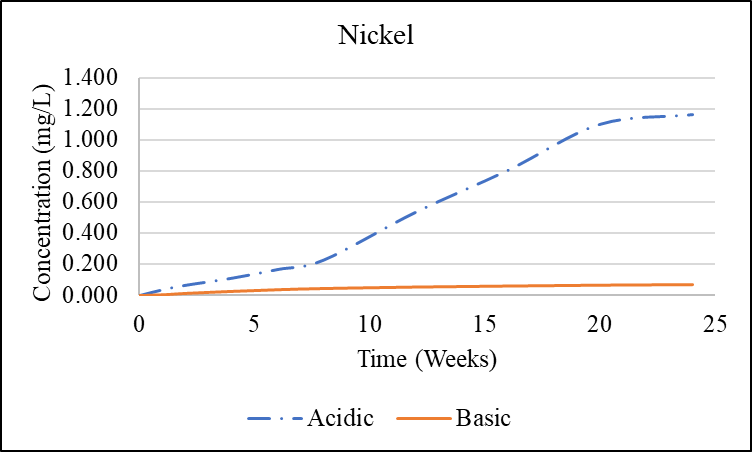 Nickel
Concentration (mg/L)
1.400
1.200
1.000
0.800
0.600
0.400
0.200
0.000
0 5 10 15 20 25
Time (Weeks)
Acidic Basic